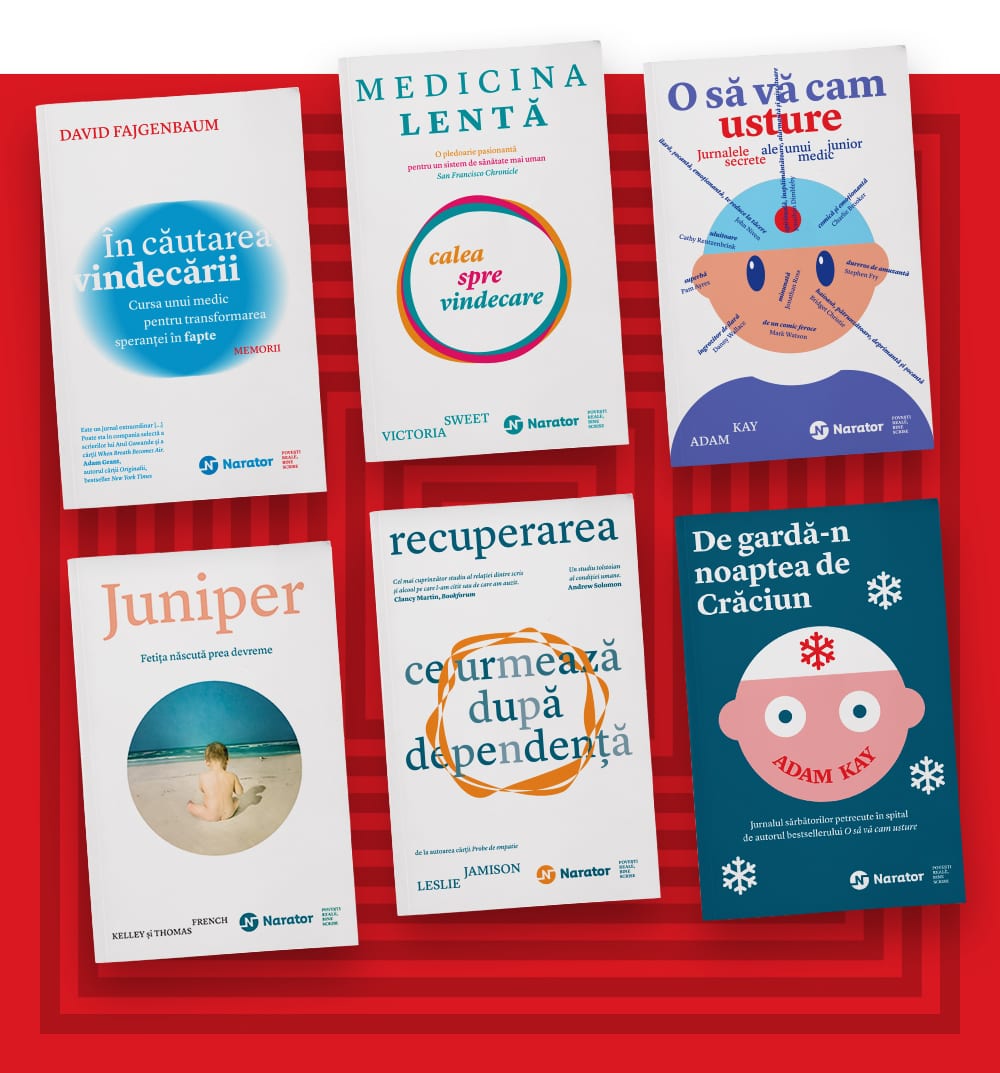 DAVID FAJGENBAUM
În căutarea
vindecării
Cursa unui medic
pentru transformarea
speranței în fapte
MEMORII
Este un jurnal extraordinar [...]
Poate sta în compania selectă a
scrierilor lui Atul Gawande și a
cărții When Breath Becomes Air.
Adam Grant,
autorul cărții Originalii,
bestseller New York Times
Narator
POVEȘTI
REALE,
BINE
SCRISE
MEDICINA
LENTĂ
O pledoarie pasionantă
pentru un sistem de sănătate mai uman
San Francisco Chronicle
calea
spre
vindecare
VICTORIA SWEET
Narator
POVEȘTI
REALE,
BINE
SCRISE
O să vă cam
usture
Jurnalele secrete ale unui medic junior
ilară, șocantă, emoționantă, te reduce la tăcere
John Niven
Jonathan Dimbleby
comică și emoționantă
Charlie Brooker
uluitoare
Cathy Rentzenbrink
superbă
Pam Ayres
minunată
Jonathan Ross
dureros de amuzantă
Stephen Fry
haioasă, pătrunzătoare, deprimantă și șocantă
Bridget Christie
îngrozitor de ilară
Danny Wallace
de un comic feroce
Mark Watson
ADAM KAY
Narator
POVEȘTI
REALE,
BINE
SCRISE
Juniper
Fetița născută prea devreme
KELLEY și THOMAS FRENCH
Narator
POVEȘTI
REALE,
BINE
SCRISE
recuperarea
Cel mai cuprinzător studiu al relației dintre scris
și alcool pe care l-am citit sau de care am auzit.
Clancy Martin, Bookforum
Un studiu tolstoian
al condiției umane.
Andrew Solomon
ce urmează
după
dependență
de la autoarea cărții Probe de empatie
LESLIE JAMISON
Narator
POVEȘTI
REALE,
BINE
SCRISE
De gardă-n
noaptea de
Crăciun
ADAM KAY
Jurnalul sărbătorilor petrecute în spital
de autorul bestsellerului O să vă cam usture
Narator
POVEȘTI
REALE,
BINE
SCRISE